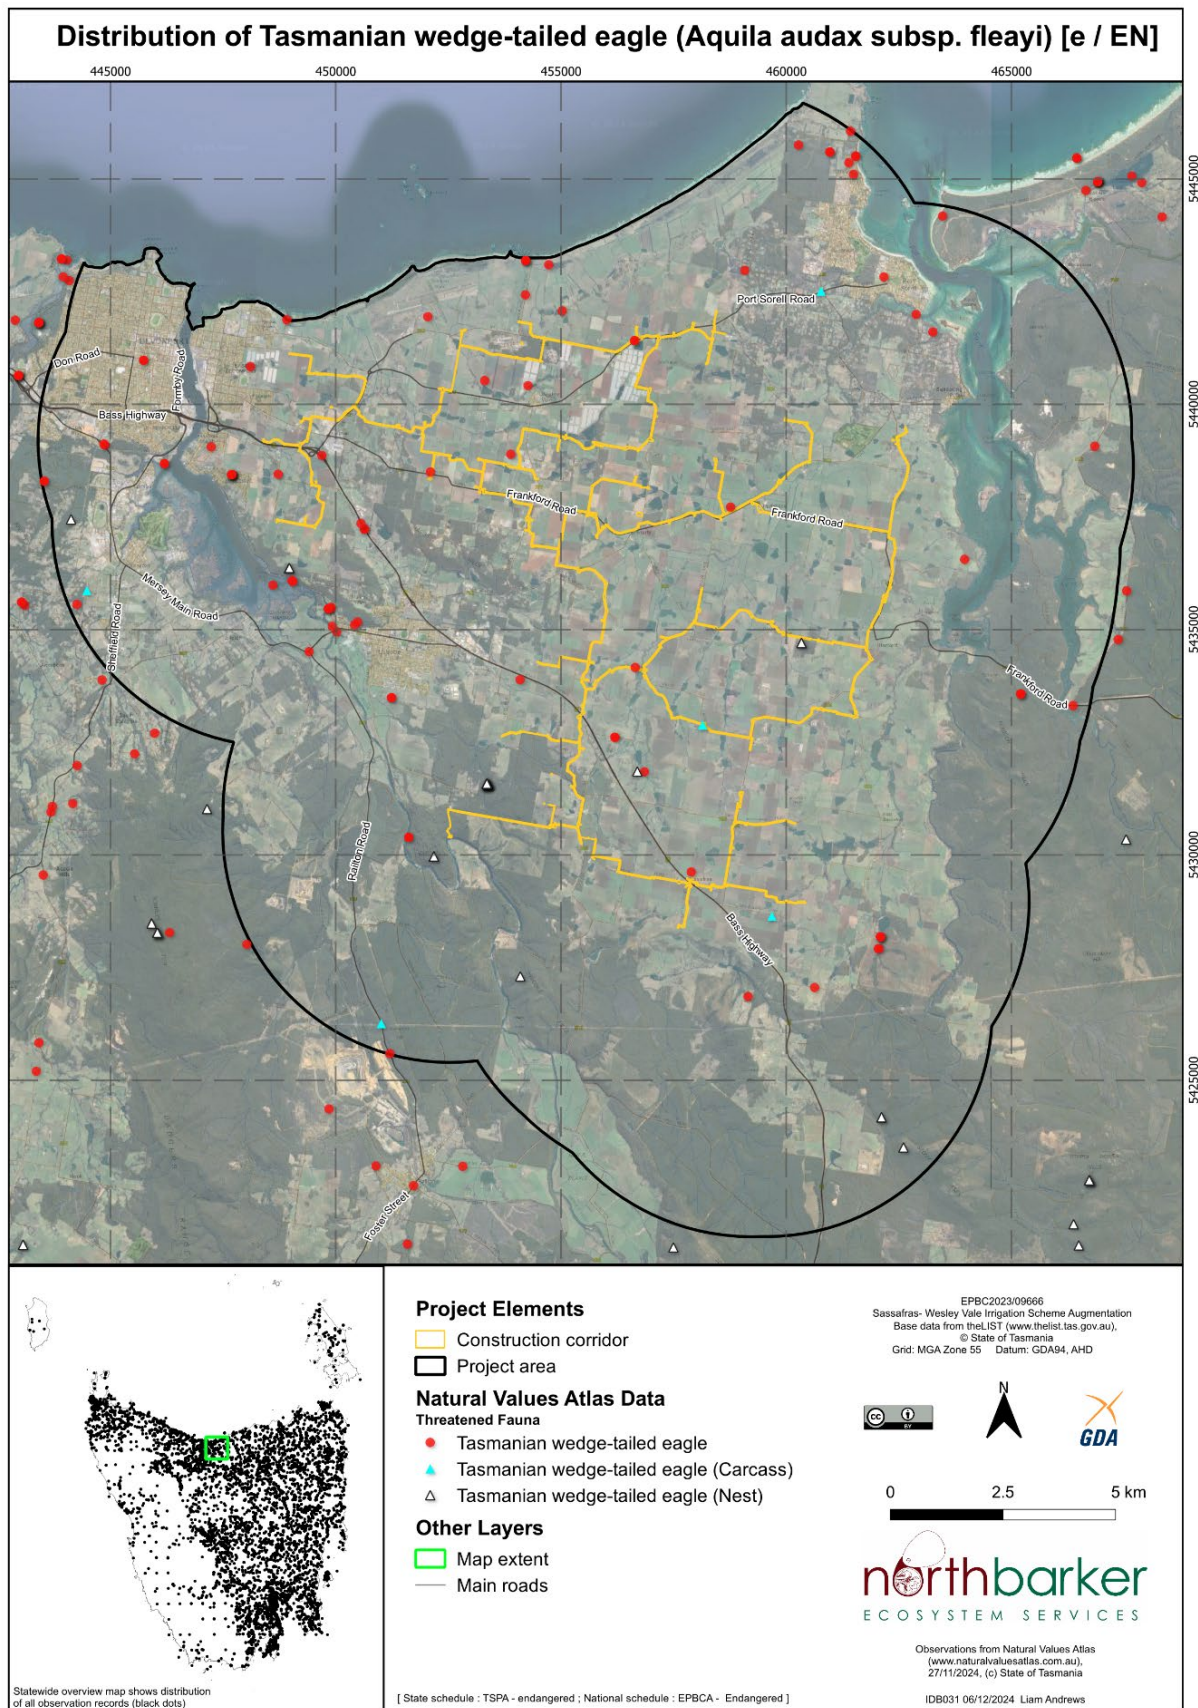 Distribution of Tasmanian wedge-tailed eagle (Aquila audax subsp. fleayi) [e / EN]
445000 450000 455000 460000 465000
5445000
5440000
5435000
5430000
5425000
Port Sorell Road
Don Road
Formby Road
Bass Highway
Frankford Road
Frankford Road
Mersey Main Road
Sheffield Road
Frankford Road
Railton Road
Bass Highway
Foster Street
Statewide overview map shows distribution
of all observation records (black dots)
Project Elements
Construction corridor
Project area
Natural Values Atlas Data
Threatened Fauna
Tasmanian wedge-tailed eagle
Tasmanian wedge-tailed eagle (Carcass)
Tasmanian wedge-tailed eagle (Nest)
Other Layers
Map extent
Main roads
[ State schedule : TSPA - endangered ; National schedule : EPBCA - Endangered ]
EPBC2023/09666
Sassafras- Wesley Vale Irrigation Scheme Augmentation
Base data from theLIST (www.thelist.tas.gov.au),
© State of Tasmania
Grid: MGA Zone 55 Datum: GDA94, AHD
cc BY
N
GDA
0 2.5 5 km
northbarker
ECOSYSTEM SERVICES
Observations from Natural Values Atlas
(www.naturalvaluesatlas.com.au),
27/11/2024, (c) State of Tasmania
IDB031 06/12/2024 Liam Andrews